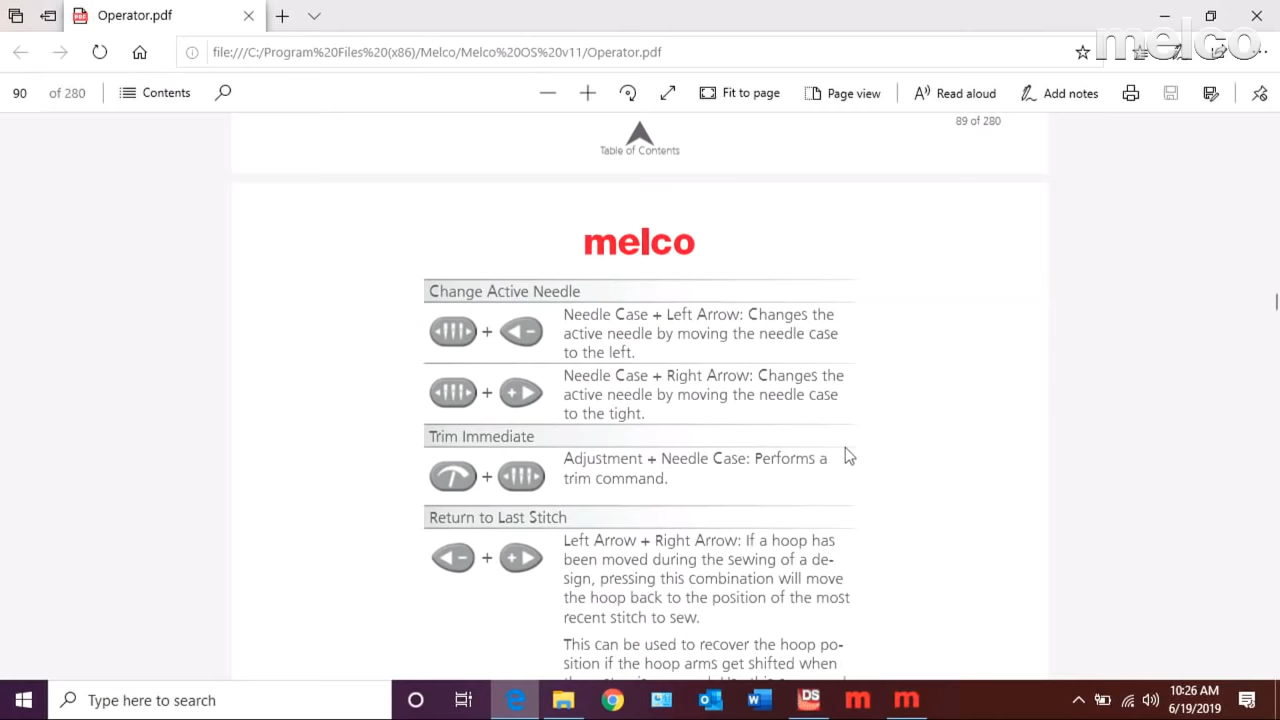 Operator.pdf
file:///C:/Program%20Files%20(x86)/Melco/Melco%20OS%20v11/Operator.pdf
melco
90 of 280
Contents
Fit to page
Page view
Read aloud
Add notes
89 of 280
Table of Contents
melco
Change Active Needle
Needle Case + Left Arrow: Changes the
active needle by moving the needle case
to the left.
+
Needle Case + Right Arrow: Changes the
active needle by moving the needle case
to the tight.
+
Trim Immediate
Adjustment + Needle Case: Performs a
trim command.
+
Return to Last Stitch
Left Arrow + Right Arrow: If a hoop has
been moved during the sewing of a de-
sign, pressing this combination will move
the hoop back to the position of the most
recent stitch to sew.
+
This can be used to recover the hoop po-
sition if the hoop arms get shifted when
Type here to search
DS
m
m
10:26 AM
6/19/2019